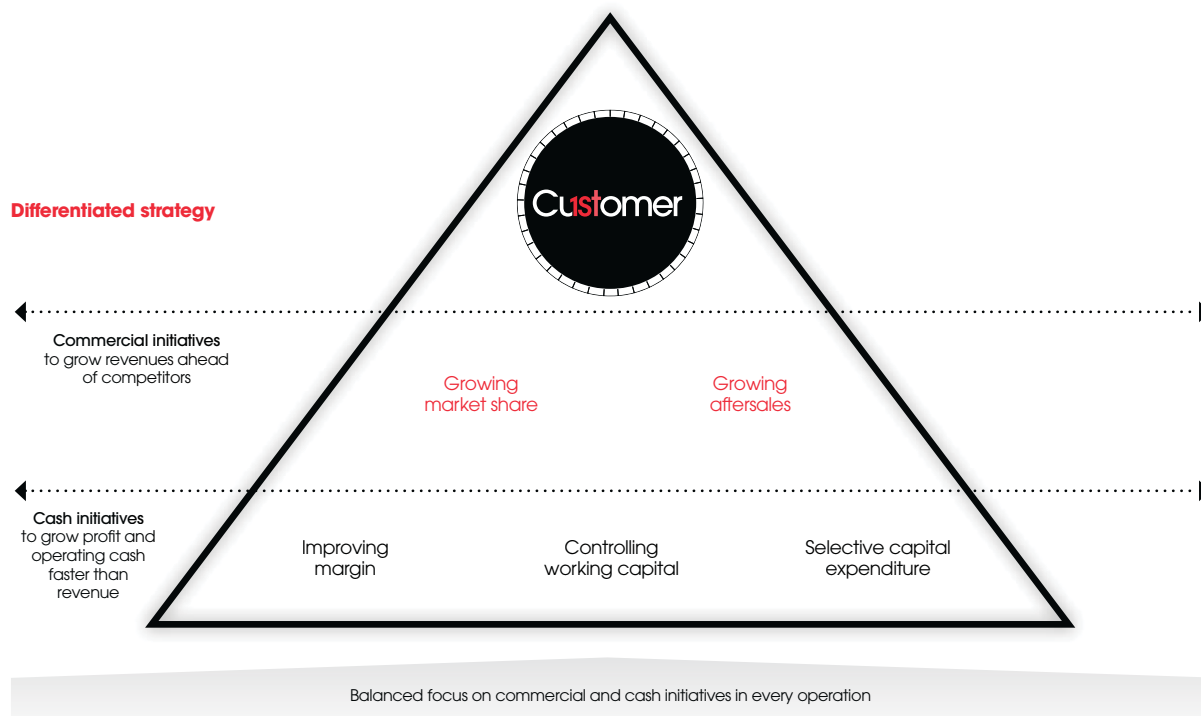 Cu1stomer
Differentiated strategy
Commercial initiatives
to grow revenues ahead
of competitors
Growing
market share
Growing
aftersales
Cash initiatives
to grow profit and
operating cash
faster than
revenue
Improving
margin
Controlling
working capital
Selective capital
expenditure
Balanced focus on commercial and cash initiatives in every operation